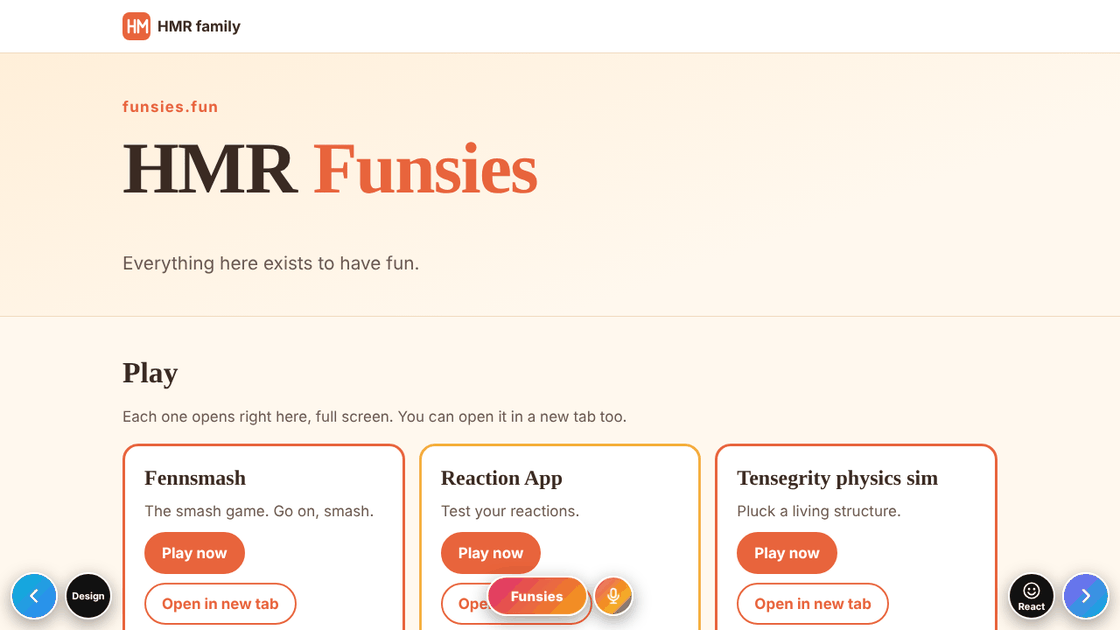 HM HMR family
funsies.fun
HMR Funsies
Everything here exists to have fun.
Play
Each one opens right here, full screen. You can open it in a new tab too.
Fennsmash
The smash game. Go on, smash.
Play now
Open in new tab
Reaction App
Test your reactions.
Play now
Tensegrity physics sim
Pluck a living structure.
Play now
Open in new tab
Design
Funsies
React